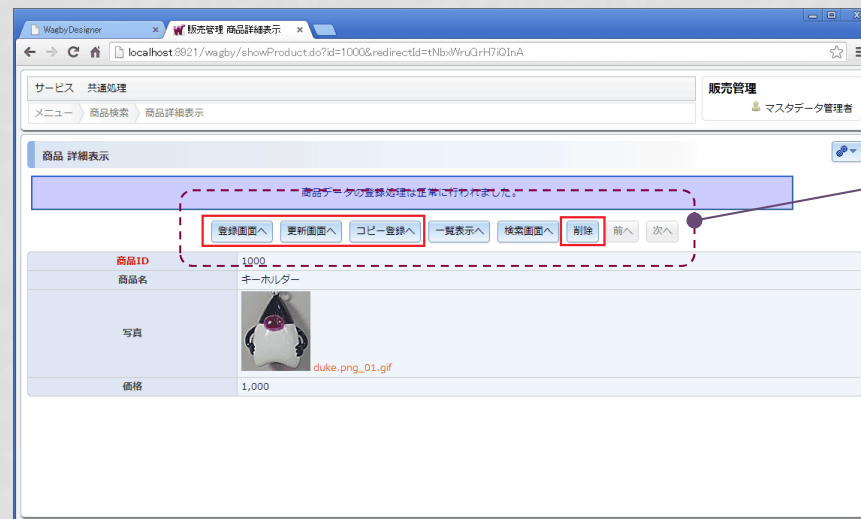 WagbyDesigner
販売管理 商品詳細表示
localhost:8921/wagby/showProduct.do?id=1000&redirectId=tNbxWruGrH7iQInA
サービス 共通処理
販売管理
メニュー 商品検索 商品詳細表示
マスタデータ管理者
商品 詳細表示
商品データの登録処理は正常に行われました。
登録画面へ 更新画面へ コピー登録へ 一覧表示へ 検索画面へ 削除 前へ 次へ
商品ID 1000
商品名 キーホルダー
写真 duke.png_01.gif
価格 1,000